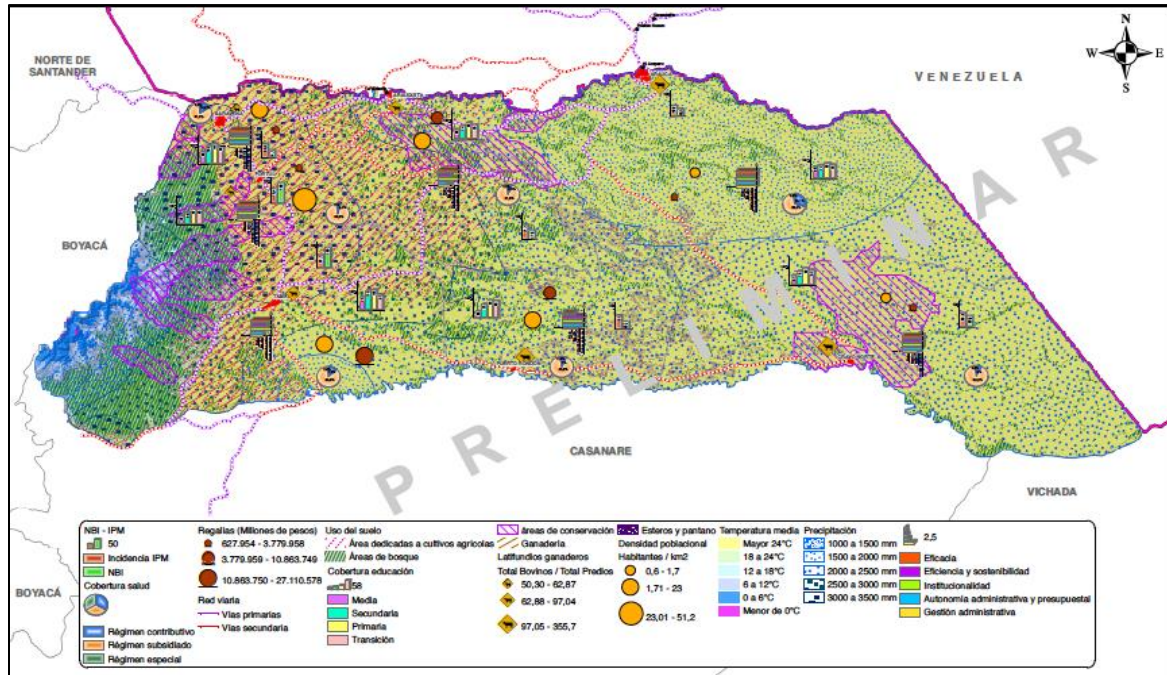 N
W E
S
NORTE DE
SANTANDER
VENEZUELA
BOYACÁ
CASANARE
VICHADA
BOYACÁ
PRELIMINAR
NBI - IPM
50
Incidencia IPM
NBI
Cobertura salud
Régimen contributivo
Régimen subsidiado
Régimen especial
Regalías (Millones de pesos)
627.954 - 3.779.958
3.779.959 - 10.863.749
10.863.750 - 27.110.578
Red viaria
Vías primarias
Vías secundaria
Uso del suelo
Área dedicadas a cultivos agrícolas
Áreas de bosque
Cobertura educación
58
Media
Secundaria
Primaria
Transición
áreas de conservación
Ganadería
Latifundios ganaderos
Total Bovinos / Total Predios
50,30 - 62,87
62,88 - 97,04
97,05 - 355,7
Esteros y pantano
Densidad poblacional
Habitantes / km2
0,6 - 1,7
1,71 - 23
23,01 - 51,2
Temperatura media
Mayor 24°C
18 a 24°C
12 a 18°C
6 a 12°C
0 a 6°C
Menor de 0°C
Precipitación
1000 a 1500 mm
1500 a 2000 mm
2000 a 2500 mm
2500 a 3000 mm
3000 a 3500 mm
2,5
Eficacia
Eficiencia y sostenibilidad
Institucionalidad
Autonomía administrativa y presupuestal
Gestión administrativa